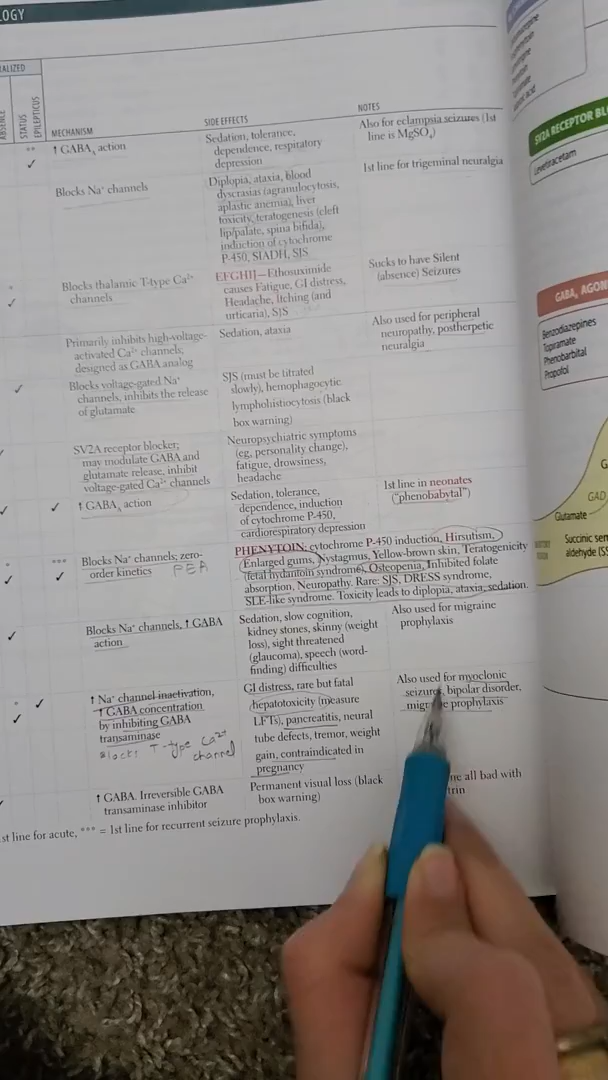 OLOGY
ALIZED
ABSENCE
STATUS
EPILEPTICUS
MECHANISM
SIDE EFFECTS
NOTES
** ✓
↑ GABAA action
Sedation, tolerance,
dependence, respiratory
depression
Also for eclampsia seizures (1st
line is MgSO4)
Blocks Na+ channels
Diplopia, ataxia, blood
dyscrasias (agranulocytosis,
aplastic anemia), liver
toxicity, teratogenesis (cleft
lip/palate, spina bifida),
induction of cytochrome
P-450, SIADH, SJS
1st line for trigeminal neuralgia
* ✓
Blocks thalamic T-type Ca2+
channels
EFGHIJ—Ethosuximide
causes Fatigue, GI distress,
Headache, Itching (and
urticaria), SJS
Sucks to have Silent
(absence) Seizures
Primarily inhibits high-voltage-
activated Ca2+ channels;
designed as GABA analog
Sedation, ataxia
Also used for peripheral
neuropathy, postherpetic
neuralgia
✓
Blocks voltage-gated Na+
channels, inhibits the release
of glutamate
SJS (must be titrated
slowly), hemophagocytic
lymphohistiocytosis (black
box warning)
SV2A receptor blocker;
may modulate GABA and
glutamate release, inhibit
voltage-gated Ca2+ channels
Neuropsychiatric symptoms
(eg, personality change),
fatigue, drowsiness,
headache
✓ ✓
↑ GABAA action
Sedation, tolerance,
dependence, induction
of cytochrome P-450,
cardiorespiratory depression
1st line in neonates
("phenobabytal")
* ✓ *** ✓
Blocks Na+ channels; zero-
order kinetics PEA
PHENYTOIN: cytochrome P-450 induction, Hirsutism,
Enlarged gums, Nystagmus, Yellow-brown skin, Teratogenicity
(fetal hydantoin syndrome), Osteopenia, Inhibited folate
absorption, Neuropathy. Rare: SJS, DRESS syndrome,
SLE-like syndrome. Toxicity leads to diplopia, ataxia, sedation.
✓
Blocks Na+ channels, ↑ GABA
action
Sedation, slow cognition,
kidney stones, skinny (weight
loss), sight threatened
(glaucoma), speech (word-
finding) difficulties
Also used for migraine
prophylaxis
* ✓ ✓
↑ Na+ channel inactivation,
↑ GABA concentration
by inhibiting GABA
transaminase
Blocks T-type Ca2+
channel
GI distress, rare but fatal
hepatotoxicity (measure
LFTs), pancreatitis, neural
tube defects, tremor, weight
gain, contraindicated in
pregnancy
Also used for myoclonic
seizures, bipolar disorder,
migraine prophylaxis
↑ GABA. Irreversible GABA
transaminase inhibitor
Permanent visual loss (black
box warning)
ne all bad with
trin
st line for acute, *** = 1st line for recurrent seizure prophylaxis.
SV2A RECEPTOR BLO
Levetiracetam
GABAA AGON
Benzodiazepines
Topiramate
Phenobarbital
Propofol
GAD
Glutamate
Succinic sem
aldehyde (SS